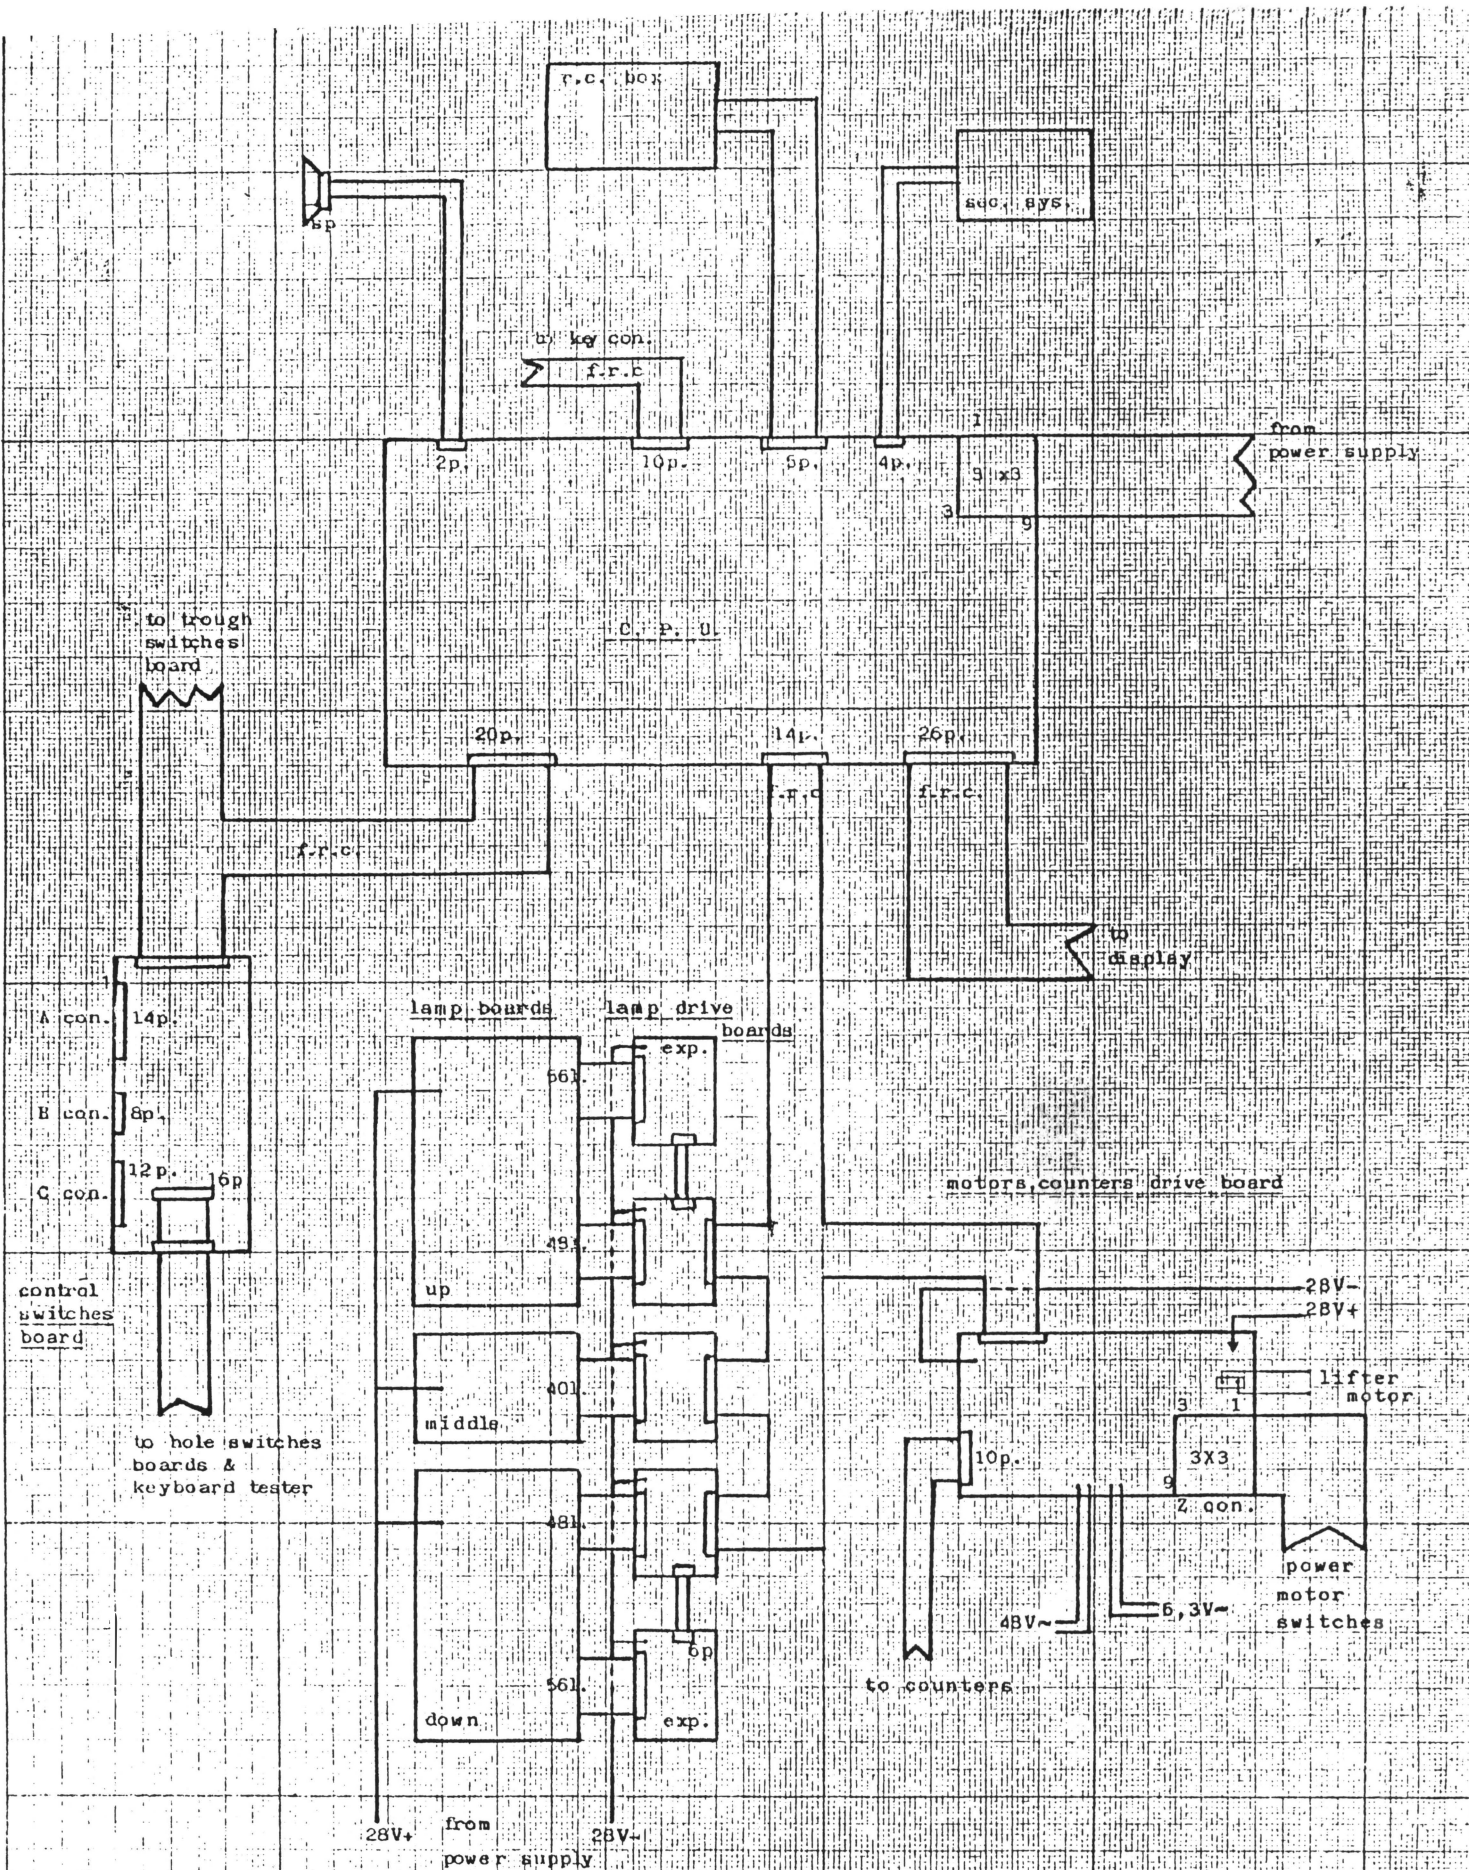 r.c. box
sec. sys.
sp
to key con.
f.r.c
1
from
power supply
2p.
10p.
5p.
4p.
3 x3
3
9
C. P. U.
to trough
switches
board
20p.
14p.
26p.
f.r.c
f.r.c.
f.r.c.
to
display
1
A con.
14p.
B con.
8p.
12p.
16p
C con.
lamp boards
lamp drive
boards
exp.
56l.
48l.
up
motors,counters drive board
28V-
28V+
lifter
motor
3
1
control
switches
board
40l.
middle
to hole switches
boards &
keyboard tester
10p.
3X3
9
Z con.
48l.
power
motor
switches
48V~
6,3V~
6p
56l.
to counters
down
exp.
28V+
from
power supply
28V-